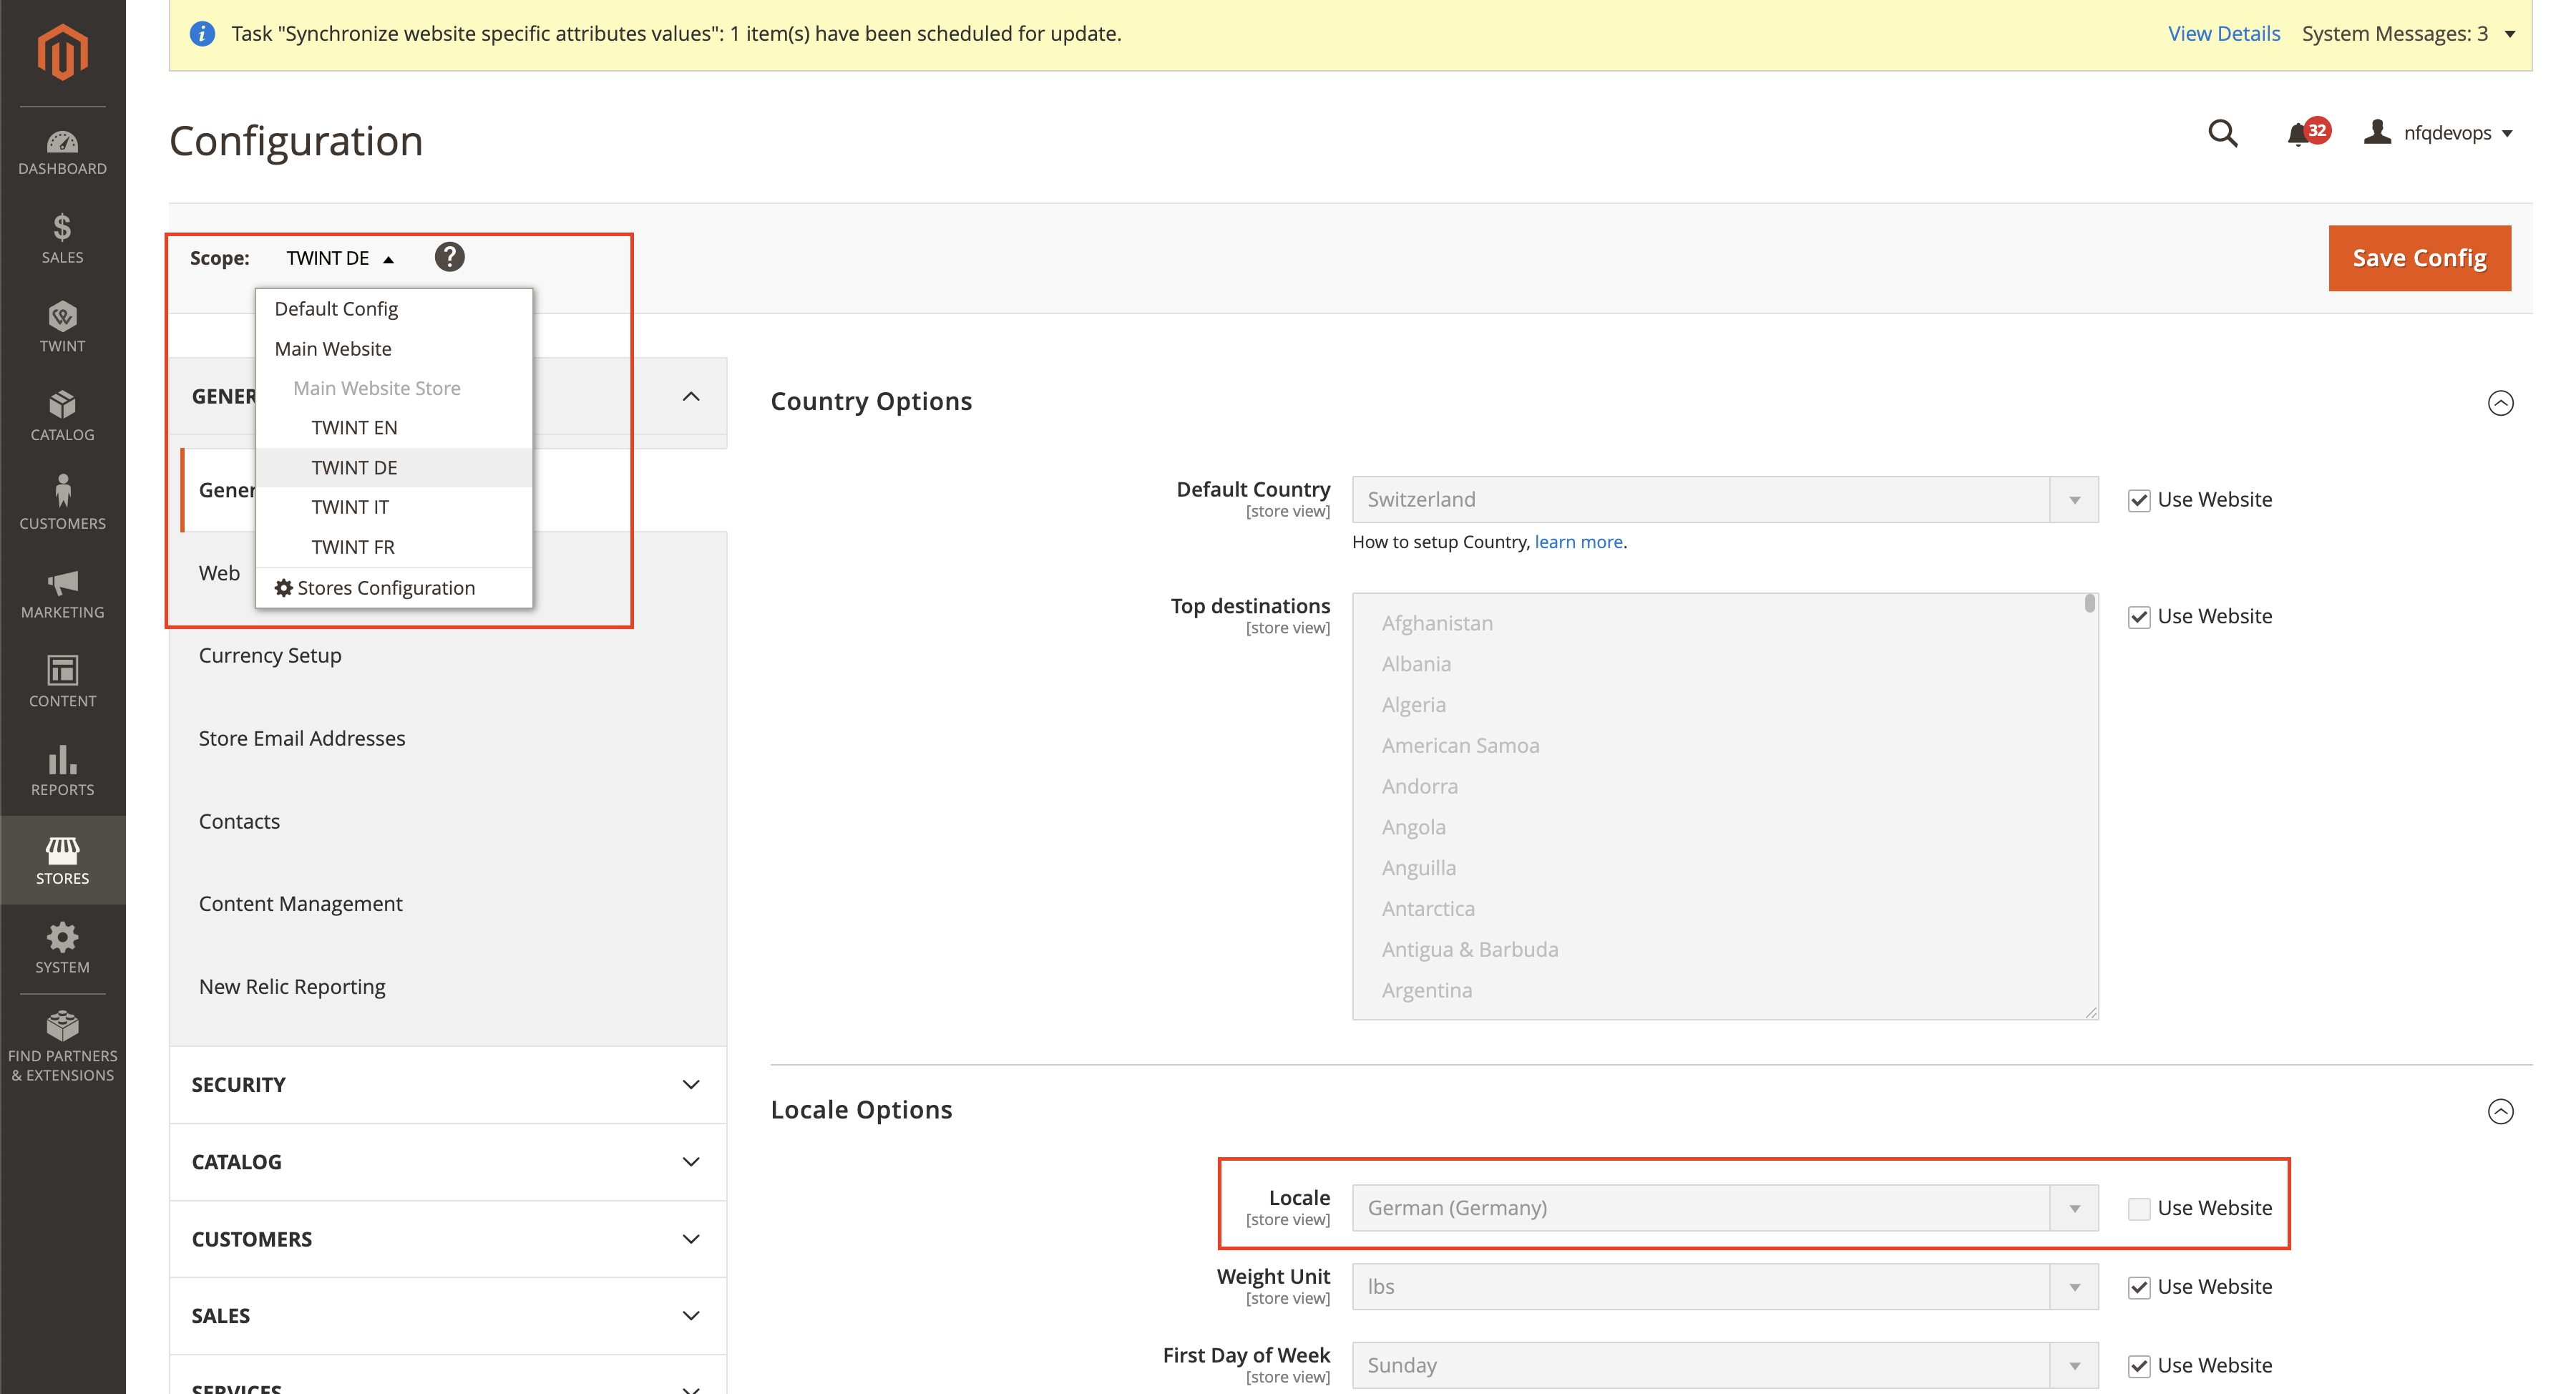 Task "Synchronize website specific attributes values": 1 item(s) have been scheduled for update.
View Details
System Messages: 3
Configuration
32
nfqdevops
Scope:
TWINT DE
?
Save Config
Default Config
Main Website
Main Website Store
TWINT EN
TWINT DE
TWINT IT
TWINT FR
Stores Configuration
DASHBOARD
SALES
TWINT
CATALOG
CUSTOMERS
MARKETING
CONTENT
REPORTS
STORES
SYSTEM
FIND PARTNERS
& EXTENSIONS
GENER
Gener
Web
Currency Setup
Store Email Addresses
Contacts
Content Management
New Relic Reporting
SECURITY
CATALOG
CUSTOMERS
SALES
SERVICES
Country Options
Default Country
[store view]
Switzerland
Use Website
How to setup Country, learn more.
Top destinations
[store view]
Afghanistan
Albania
Algeria
American Samoa
Andorra
Angola
Anguilla
Antarctica
Antigua & Barbuda
Argentina
Use Website
Locale Options
Locale
[store view]
German (Germany)
Use Website
Weight Unit
[store view]
lbs
Use Website
First Day of Week
[store view]
Sunday
Use Website